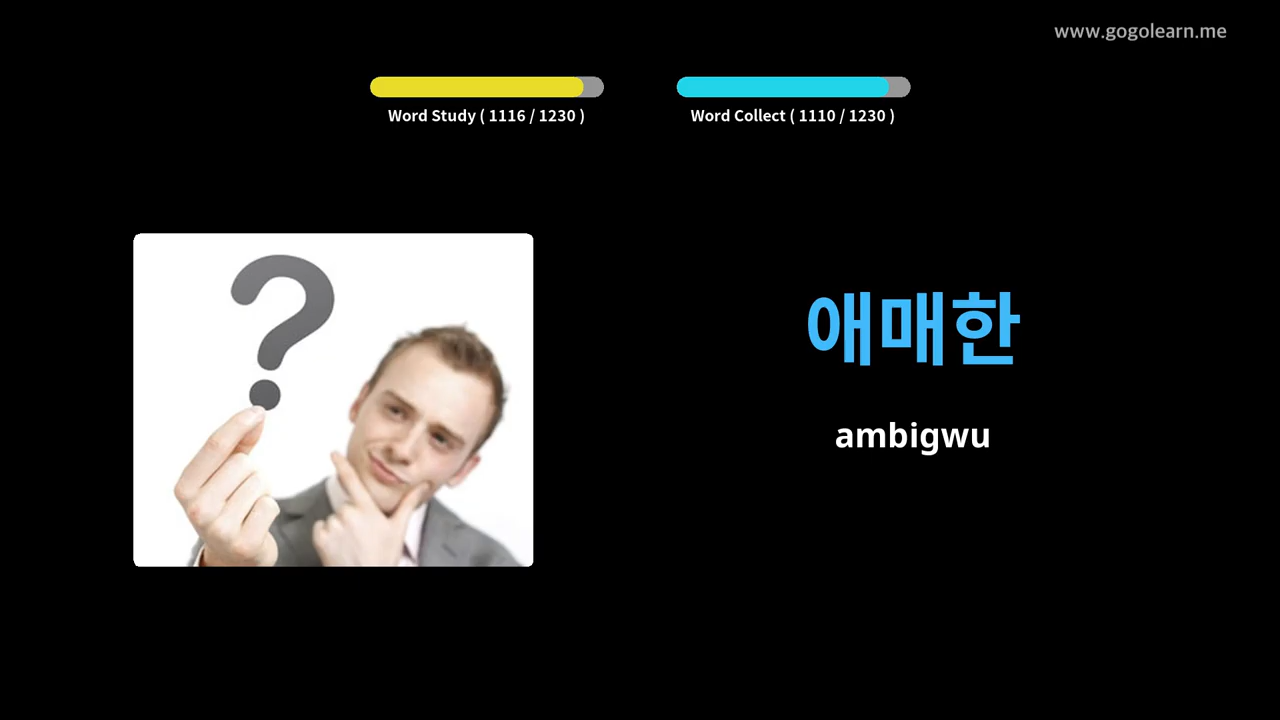 www.gogolearn.me
Word Study ( 1116 / 1230 )
Word Collect ( 1110 / 1230 )
?
애매한
ambigwu